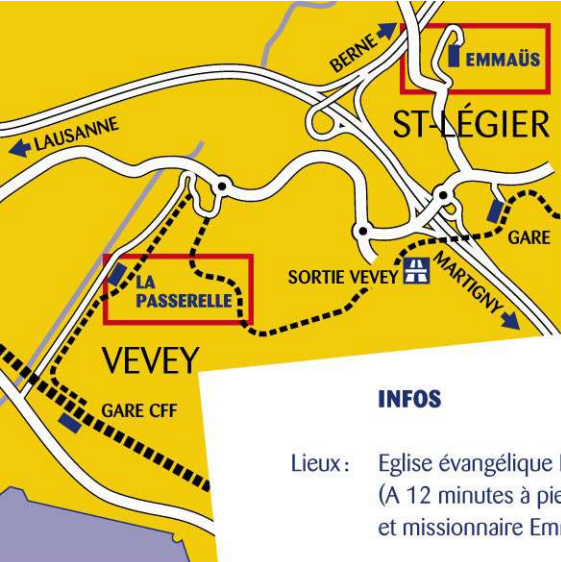 BERNE
EMMAÜS
ST-LÉGIER
LAUSANNE
GARE
SORTIE VEVEY
MARTIGNY
LA
PASSERELLE
VEVEY
GARE CFF
INFOS
Lieux : Eglise évangélique
(A 12 minutes à pie
et missionnaire Em